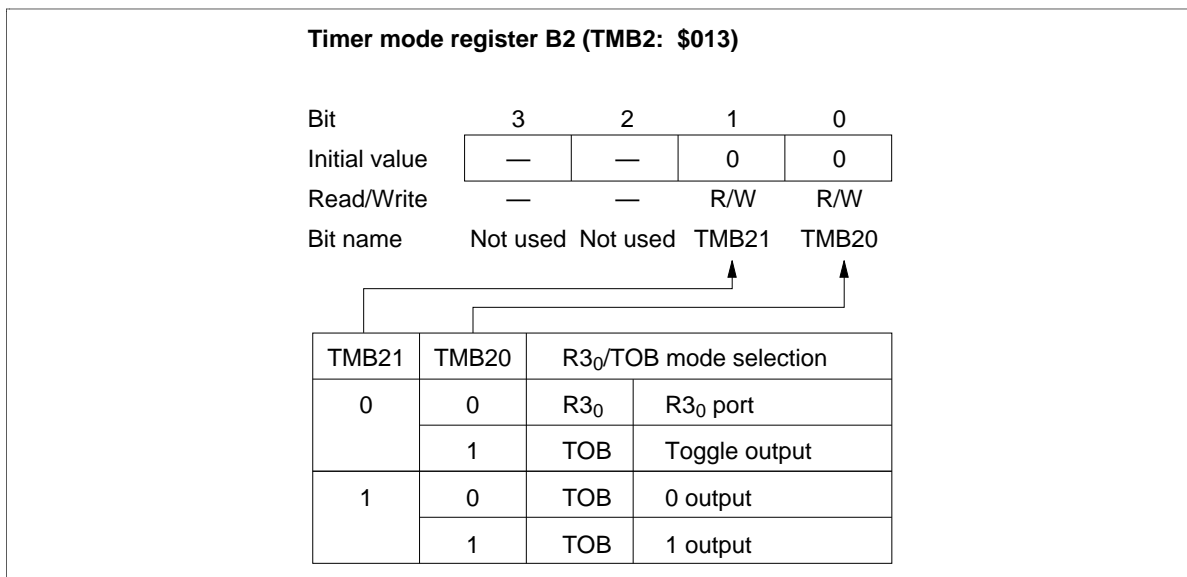 Timer mode register B2 (TMB2: $013)
Bit 3 2 1 0
Initial value — — 0 0
Read/Write — — R/W R/W
Bit name Not used Not used TMB21 TMB20
TMB21 TMB20 R3₀/TOB mode selection
0 0 R3₀ R3₀ port
1 TOB Toggle output
1 0 TOB 0 output
1 TOB 1 output